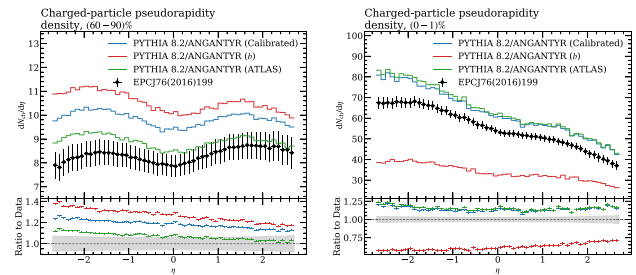 Charged-particle pseudorapidity
density, (60−90)%
PYTHIA 8.2/ANGANTYR (Calibrated)
PYTHIA 8.2/ANGANTYR (b)
PYTHIA 8.2/ANGANTYR (ATLAS)
EPCJ76(2016)199
dN_ch/dη
13
12
11
10
9
8
7
Ratio to Data
1.4
1.2
1.0
−2 −1 0 1 2
η
Charged-particle pseudorapidity
density, (0−1)%
PYTHIA 8.2/ANGANTYR (Calibrated)
PYTHIA 8.2/ANGANTYR (b)
PYTHIA 8.2/ANGANTYR (ATLAS)
EPCJ76(2016)199
dN_ch/dη
100
90
80
70
60
50
40
30
Ratio to Data
1.25
1.00
0.75
−2 −1 0 1 2
η